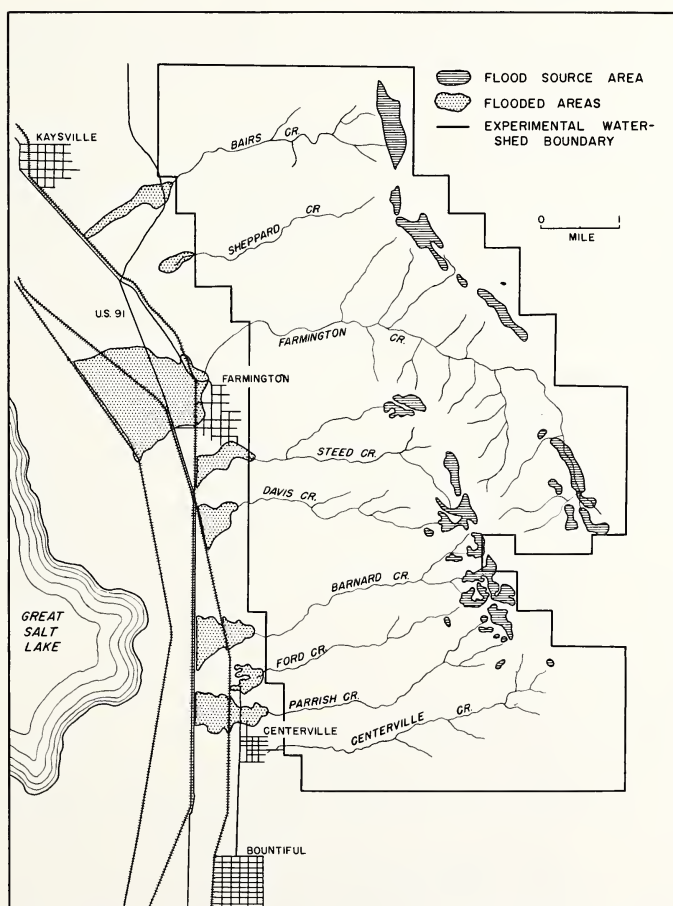 FLOOD SOURCE AREA
FLOODED AREAS
EXPERIMENTAL WATER-
SHED BOUNDARY
KAYSVILLE
BAIRS CR.
0 1
MILE
SHEPPARD CR
U.S. 91
FARMINGTON CR.
FARMINGTON
STEED CR.
DAVIS CR.
BARNARD CR.
GREAT
SALT
LAKE
FORD CR.
PARRISH CR.
CENTERVILLE CR.
CENTERVILLE
BOUNTIFUL